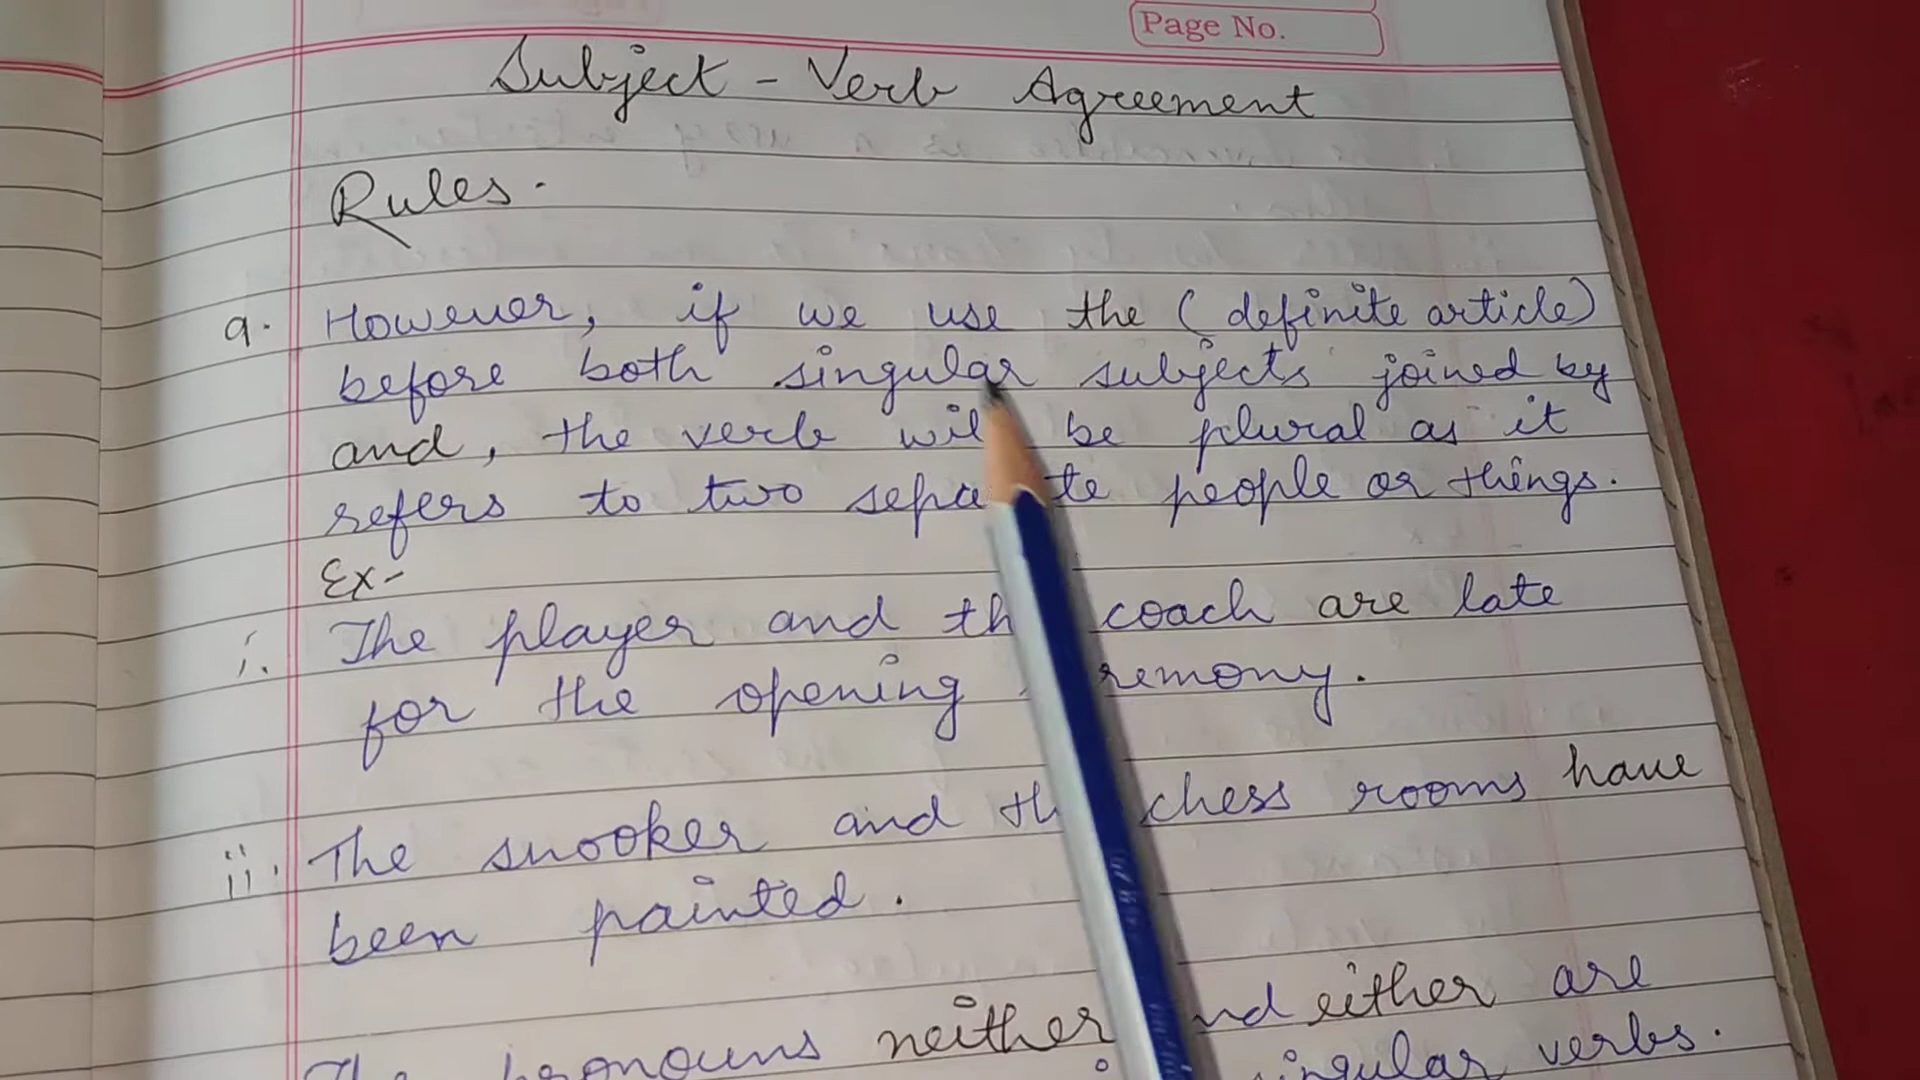 Page No.
Subject - Verb Agreement
Rules.
9. However, if we use the (definite article)
before both singular subjects joined by
and, the verb will be plural as it
refers to two separate people or things.
Ex-
i. The player and the coach are late
for the opening ceremony.
ii. The snooker and the chess rooms have
been painted.
The pronouns neither and either are
singular verbs.